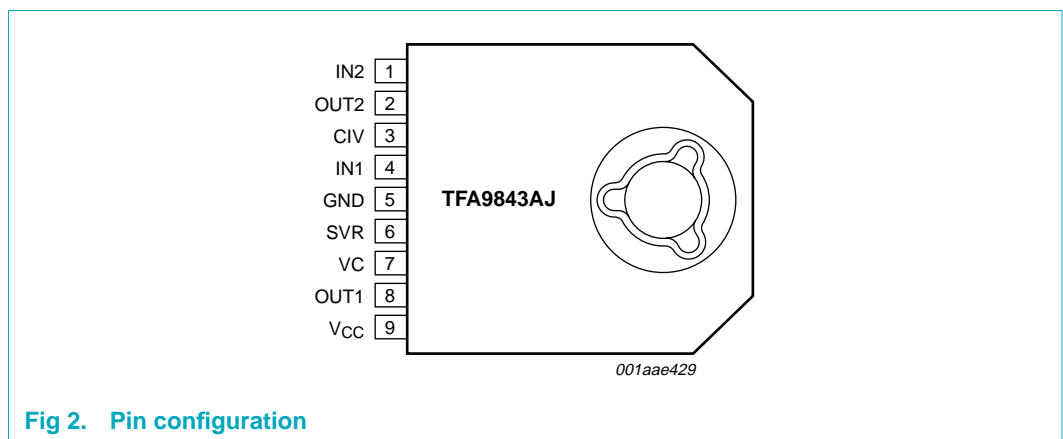 IN2 1
OUT2 2
CIV 3
IN1 4
GND 5
TFA9843AJ
SVR 6
VC 7
OUT1 8
VCC 9
001aae429
Fig 2. Pin configuration